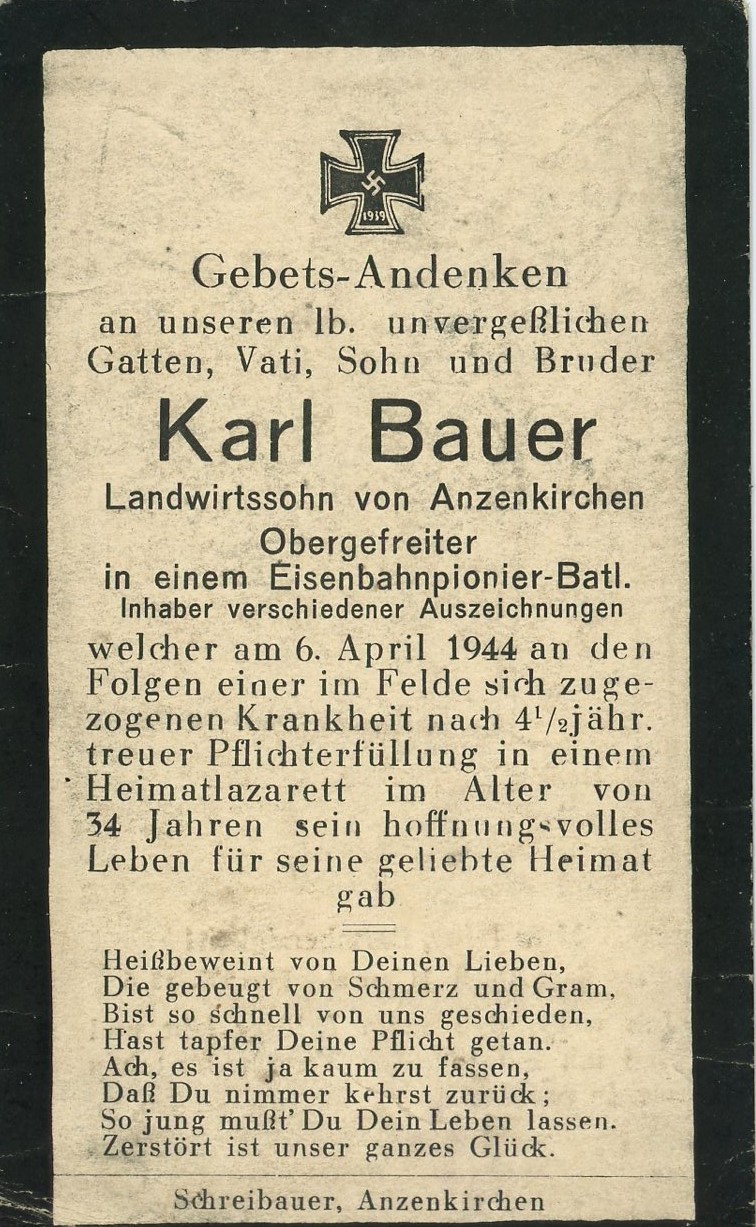 1939
Gebets-Andenken
an unseren lb. unvergeßlichen
Gatten, Vati, Sohn und Bruder
Karl Bauer
Landwirtssohn von Anzenkirchen
Obergefreiter
in einem Eisenbahnpionier-Batl.
Inhaber verschiedener Auszeichnungen
welcher am 6. April 1944 an den
Folgen einer im Felde sich zuge-
zogenen Krankheit nach 4¹/₂jähr.
treuer Pflichterfüllung in einem
Heimatlazarett im Alter von
34 Jahren sein hoffnungsvolles
Leben für seine geliebte Heimat
gab
Heißbeweint von Deinen Lieben,
Die gebeugt von Schmerz und Gram,
Bist so schnell von uns geschieden,
Hast tapfer Deine Pflicht getan.
Ach, es ist ja kaum zu fassen,
Daß Du nimmer kehrst zurück;
So jung mußt' Du Dein Leben lassen.
Zerstört ist unser ganzes Glück.
Schreibauer, Anzenkirchen